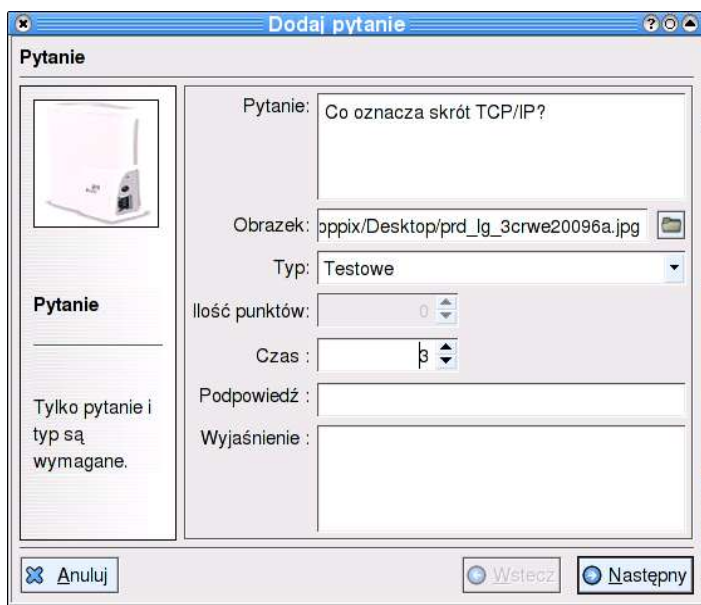 Dodaj pytanie
Pytanie
Pytanie:
Co oznacza skrót TCP/IP?
Obrazek:
oppix/Desktop/prd_lg_3crwe20096a.jpg
Typ:
Testowe
Ilość punktów:
0
Czas :
3
Podpowiedź :
Wyjaśnienie :
Pytanie
Tylko pytanie i
typ są
wymagane.
Anuluj
Wstecz
Następny